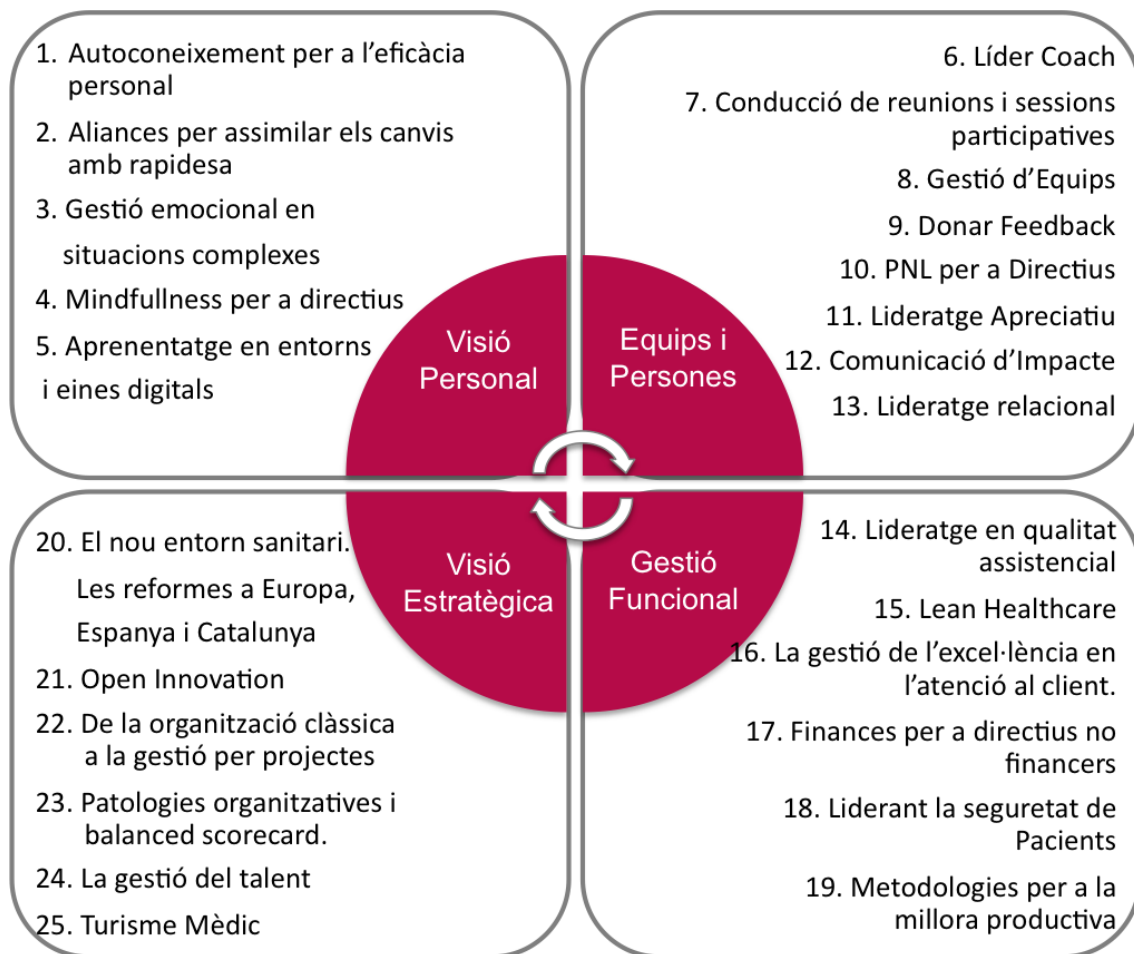 1. Autoconeixement per a l’eficàcia
personal
2. Aliances per assimilar els canvis
amb rapidesa
3. Gestió emocional en
situacions complexes
4. Mindfullness per a directius
5. Aprenentatge en entorns
i eines digitals
Visió
Personal
6. Líder Coach
7. Conducció de reunions i sessions
participatives
8. Gestió d’Equips
9. Donar Feedback
10. PNL per a Directius
11. Lideratge Apreciatiu
12. Comunicació d’Impacte
13. Lideratge relacional
Equips i
Persones
14. Lideratge en qualitat
assistencial
15. Lean Healthcare
16. La gestió de l’excel·lència en
l’atenció al client.
17. Finances per a directius no
financers
18. Liderant la seguretat de
Pacients
19. Metodologies per a la
millora productiva
Gestió
Funcional
20. El nou entorn sanitari.
Les reformes a Europa,
Espanya i Catalunya
21. Open Innovation
22. De la organització clàssica
a la gestió per projectes
23. Patologies organitzatives i
balanced scorecard.
24. La gestió del talent
25. Turisme Mèdic
Visió
Estratègica